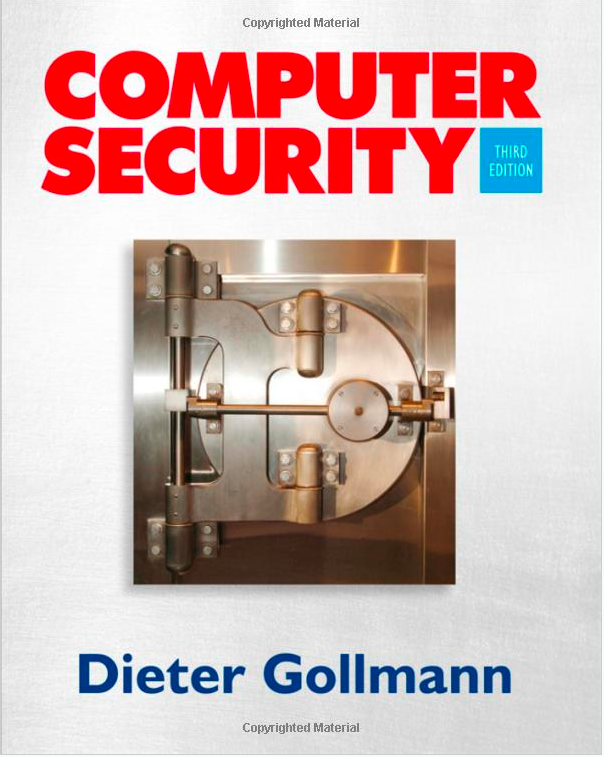 Copyrighted Material
COMPUTER
SECURITY
THIRD
EDITION
Dieter Gollmann
Copyrighted Material